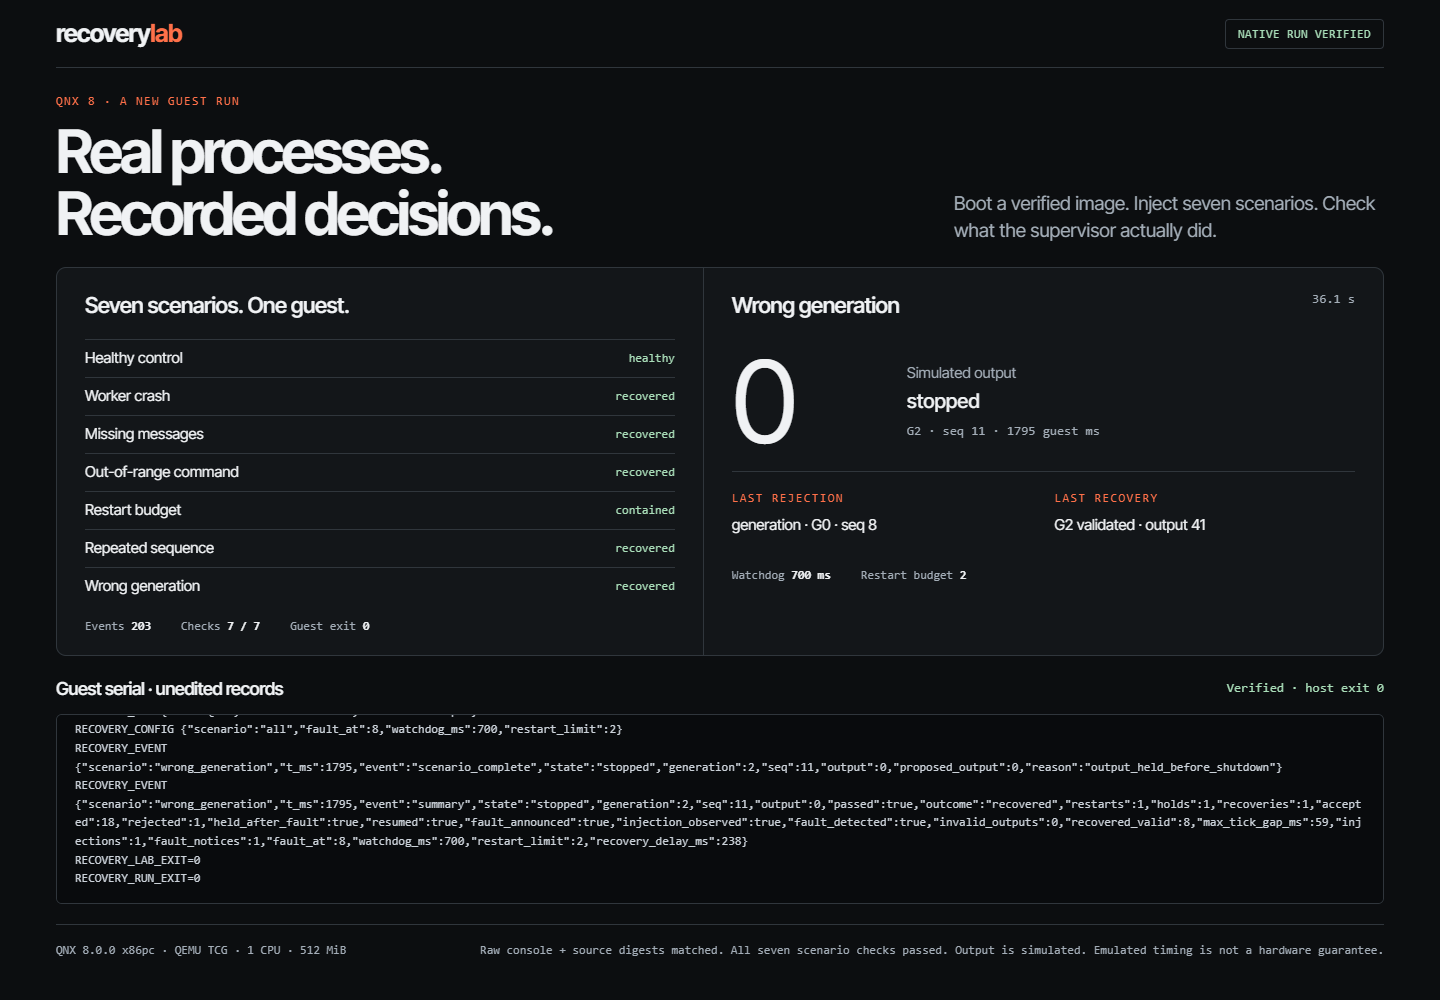 recoverylab
NATIVE RUN VERIFIED
QNX 8 · A NEW GUEST RUN
Real processes.
Recorded decisions.
Boot a verified image. Inject seven scenarios. Check
what the supervisor actually did.
Seven scenarios. One guest.
Healthy control healthy
Worker crash recovered
Missing messages recovered
Out-of-range command recovered
Restart budget contained
Repeated sequence recovered
Wrong generation recovered
Events 203 Checks 7 / 7 Guest exit 0
Wrong generation
36.1 s
0
Simulated output
stopped
G2 · seq 11 · 1795 guest ms
LAST REJECTION
generation · G0 · seq 8
LAST RECOVERY
G2 validated · output 41
Watchdog 700 ms Restart budget 2
Guest serial · unedited records
Verified · host exit 0
RECOVERY_CONFIG {"scenario":"all","fault_at":8,"watchdog_ms":700,"restart_limit":2}
RECOVERY_EVENT
{"scenario":"wrong_generation","t_ms":1795,"event":"scenario_complete","state":"stopped","generation":2,"seq":11,"output":0,"proposed_output":0,"reason":"output_held_before_shutdown"}
RECOVERY_EVENT
{"scenario":"wrong_generation","t_ms":1795,"event":"summary","state":"stopped","generation":2,"seq":11,"output":0,"passed":true,"outcome":"recovered","restarts":1,"holds":1,"recoveries":1,"accept
ed":18,"rejected":1,"held_after_fault":true,"resumed":true,"fault_announced":true,"injection_observed":true,"fault_detected":true,"invalid_outputs":0,"recovered_valid":8,"max_tick_gap_ms":59,"inj
ections":1,"fault_notices":1,"fault_at":8,"watchdog_ms":700,"restart_limit":2,"recovery_delay_ms":238}
RECOVERY_LAB_EXIT=0
RECOVERY_RUN_EXIT=0
QNX 8.0.0 x86pc · QEMU TCG · 1 CPU · 512 MiB
Raw console + source digests matched. All seven scenario checks passed. Output is simulated. Emulated timing is not a hardware guarantee.